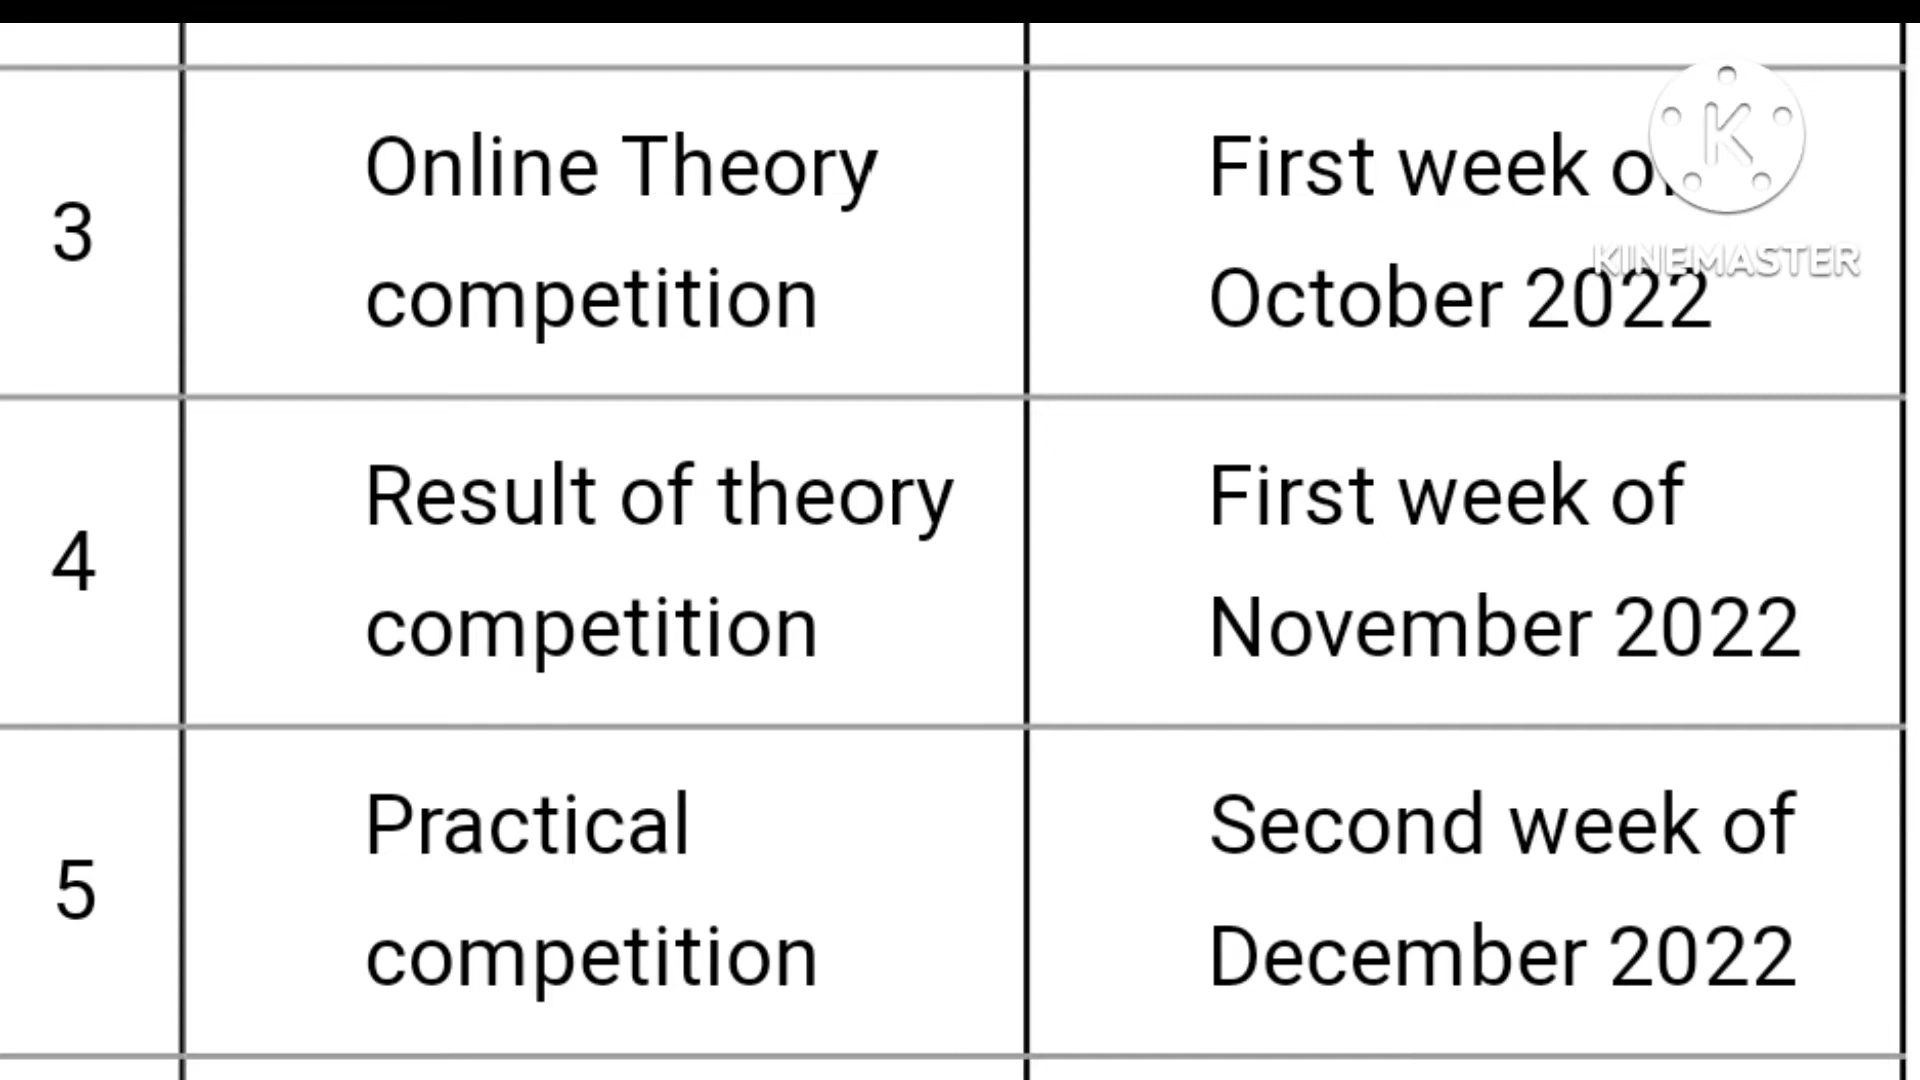 3
Online Theory
competition
First week
October 2022
KINEMASTER
4
Result of theory
competition
First week of
November 2022
5
Practical
competition
Second week of
December 2022